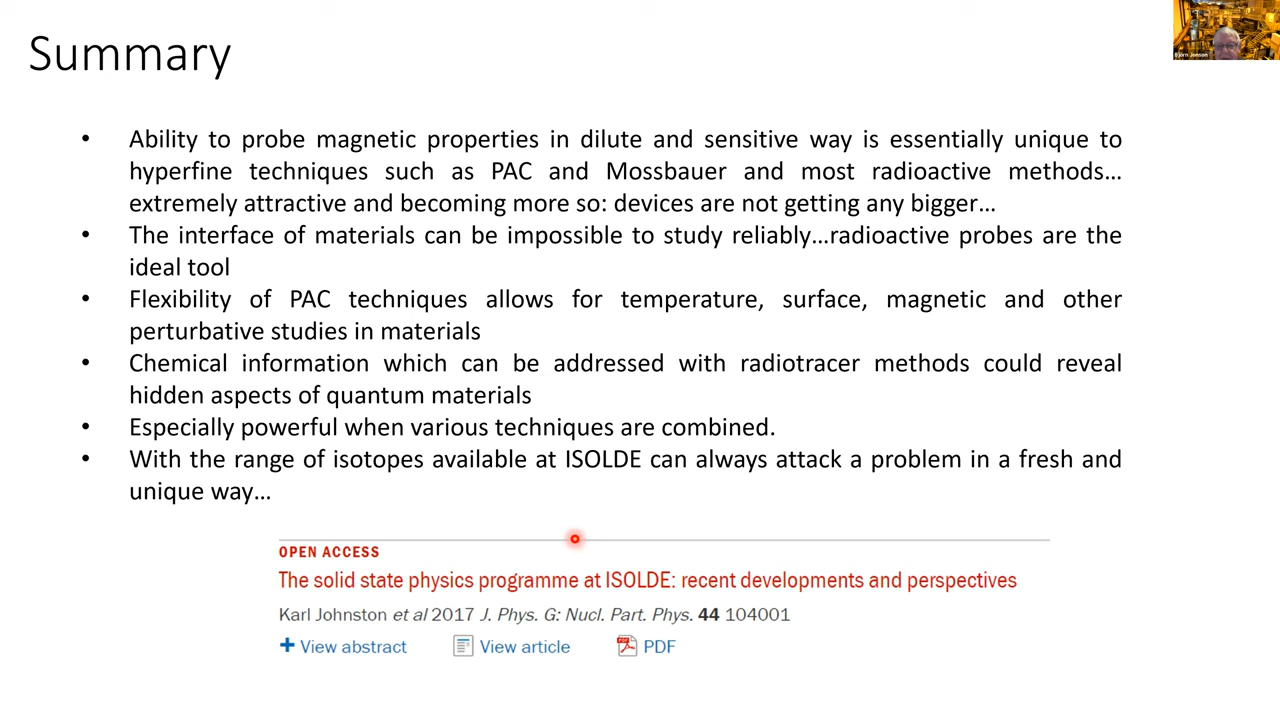 Summary
Björn Jonson
• Ability to probe magnetic properties in dilute and sensitive way is essentially unique to
hyperfine techniques such as PAC and Mossbauer and most radioactive methods…
extremely attractive and becoming more so: devices are not getting any bigger…
• The interface of materials can be impossible to study reliably…radioactive probes are the
ideal tool
• Flexibility of PAC techniques allows for temperature, surface, magnetic and other
perturbative studies in materials
• Chemical information which can be addressed with radiotracer methods could reveal
hidden aspects of quantum materials
• Especially powerful when various techniques are combined.
• With the range of isotopes available at ISOLDE can always attack a problem in a fresh and
unique way…
OPEN ACCESS
The solid state physics programme at ISOLDE: recent developments and perspectives
Karl Johnston et al 2017 J. Phys. G: Nucl. Part. Phys. 44 104001
+ View abstract View article PDF PDF